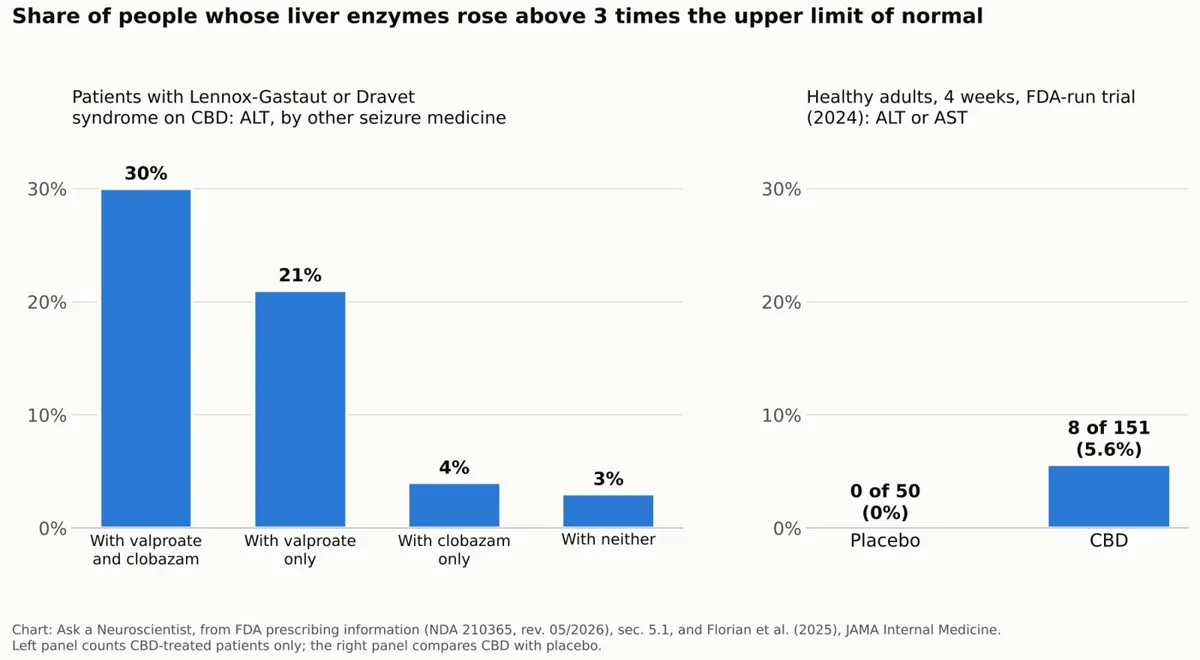 Share of people whose liver enzymes rose above 3 times the upper limit of normal
Patients with Lennox-Gastaut or Dravet
syndrome on CBD: ALT, by other seizure medicine
30%
20%
10%
0%
30%
21%
4%
3%
With valproate
and clobazam
With valproate
only
With clobazam
only
With neither
Healthy adults, 4 weeks, FDA-run trial
(2024): ALT or AST
30%
20%
10%
0%
0 of 50
(0%)
8 of 151
(5.6%)
Placebo
CBD
Chart: Ask a Neuroscientist, from FDA prescribing information (NDA 210365, rev. 05/2026), sec. 5.1, and Florian et al. (2025), JAMA Internal Medicine.
Left panel counts CBD-treated patients only; the right panel compares CBD with placebo.